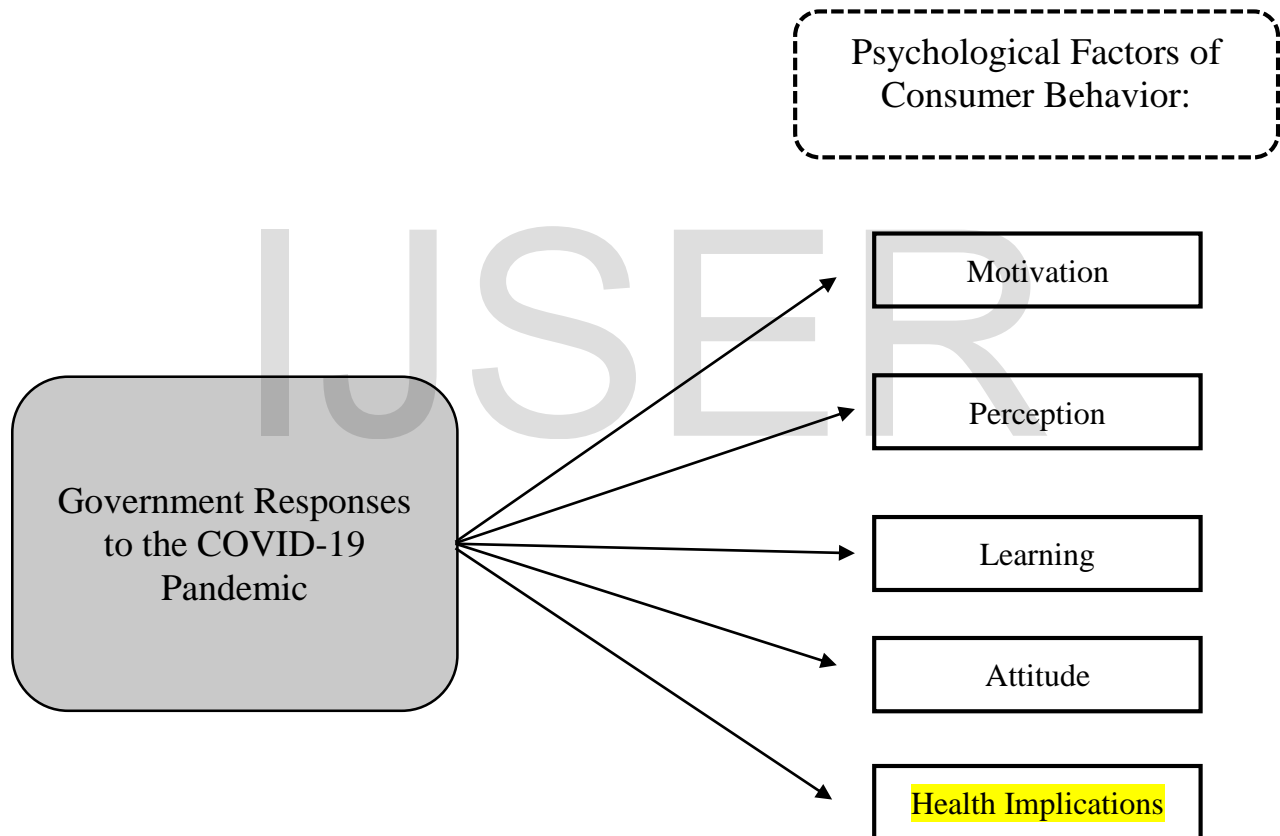 Psychological Factors of
Consumer Behavior:
IJSER
Motivation
Perception
Learning
Attitude
Health Implications
Government Responses
to the COVID-19
Pandemic